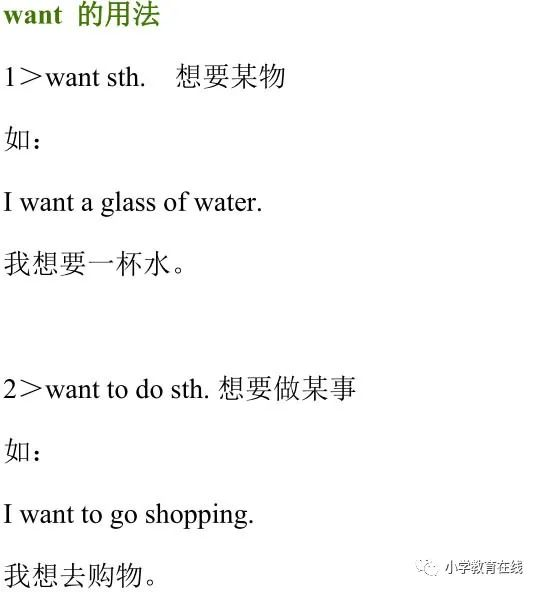 want 的用法
1＞want sth. 想要某物
如：
I want a glass of water.
我想要一杯水。
2＞want to do sth. 想要做某事
如：
I want to go shopping.
我想去购物。
小学教育在线